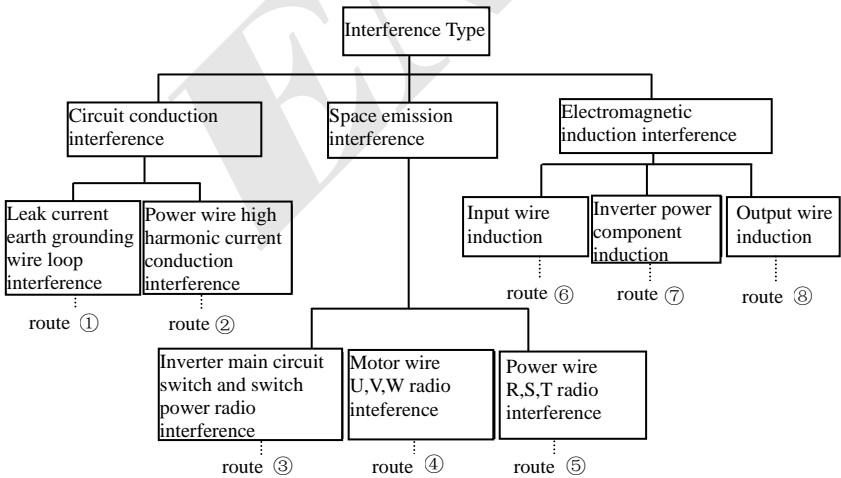 Interference Type
Circuit conduction
interference
Space emission
interference
Electromagnetic
induction interference
Leak current
earth grounding
wire loop
interference
Power wire high
harmonic current
conduction
interference
Input wire
induction
Inverter power
component
induction
Output wire
induction
route ①
route ②
route ⑥
route ⑦
route ⑧
Inverter main circuit
switch and switch
power radio
interference
Motor wire
U,V,W radio
inteference
Power wire
R,S,T radio
interference
route ③
route ④
route ⑤